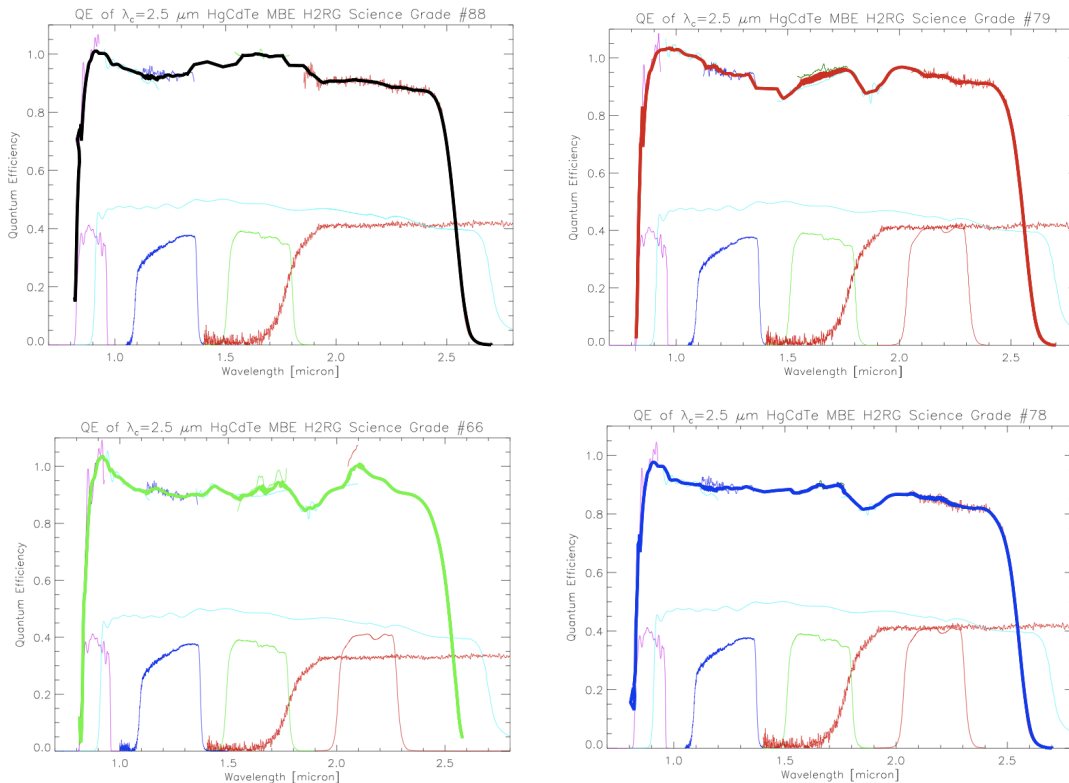 QE of λc=2.5 μm HgCdTe MBE H2RG Science Grade #88
Quantum Efficiency
1.0
0.8
0.6
0.4
0.2
0.0
1.0 1.5 2.0 2.5
Wavelength [micron]
QE of λc=2.5 μm HgCdTe MBE H2RG Science Grade #79
Quantum Efficiency
1.0
0.8
0.6
0.4
0.2
0.0
1.0 1.5 2.0 2.5
Wavelength [micron]
QE of λc=2.5 μm HgCdTe MBE H2RG Science Grade #66
Quantum Efficiency
1.0
0.8
0.6
0.4
0.2
0.0
1.0 1.5 2.0 2.5
Wavelength [micron]
QE of λc=2.5 μm HgCdTe MBE H2RG Science Grade #78
Quantum Efficiency
1.0
0.8
0.6
0.4
0.2
0.0
1.0 1.5 2.0 2.5
Wavelength [micron]